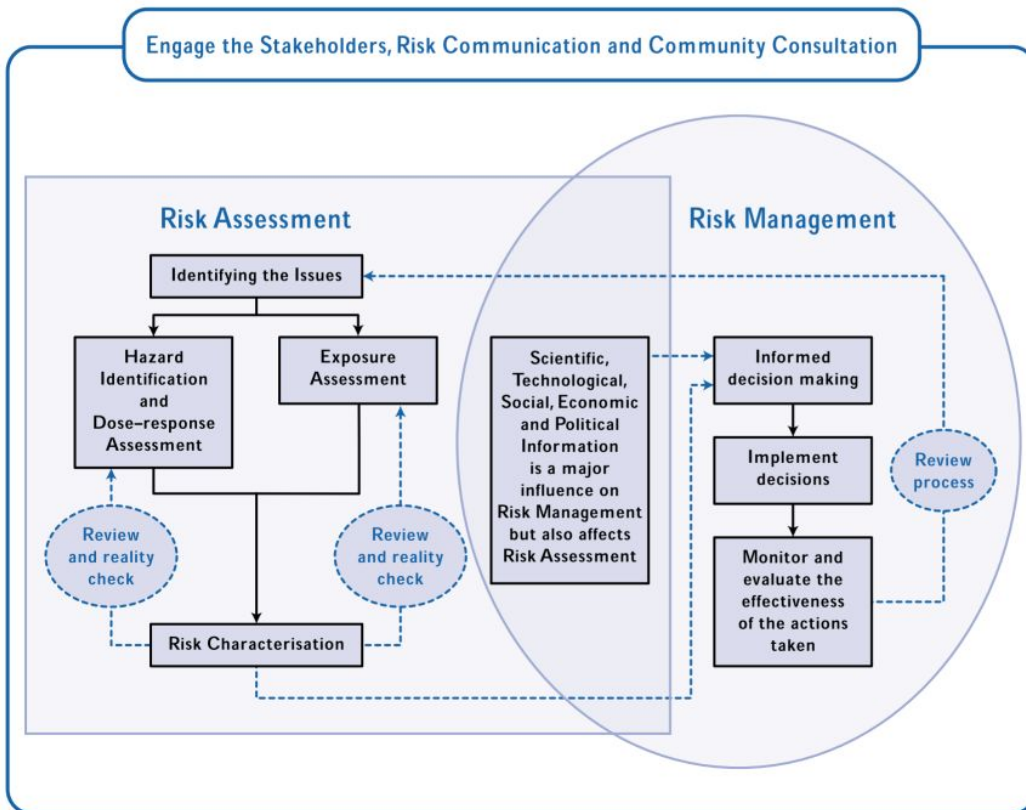 Engage the Stakeholders, Risk Communication and Community Consultation
Risk Assessment
Risk Management
Identifying the Issues
Hazard
Identification
and
Dose–response
Assessment
Exposure
Assessment
Scientific,
Technological,
Social, Economic
and Political
Information
is a major
influence on
Risk Management
but also affects
Risk Assessment
Informed
decision making
Implement
decisions
Review
process
Review
and reality
check
Review
and reality
check
Monitor and
evaluate the
effectiveness
of the actions
taken
Risk Characterisation